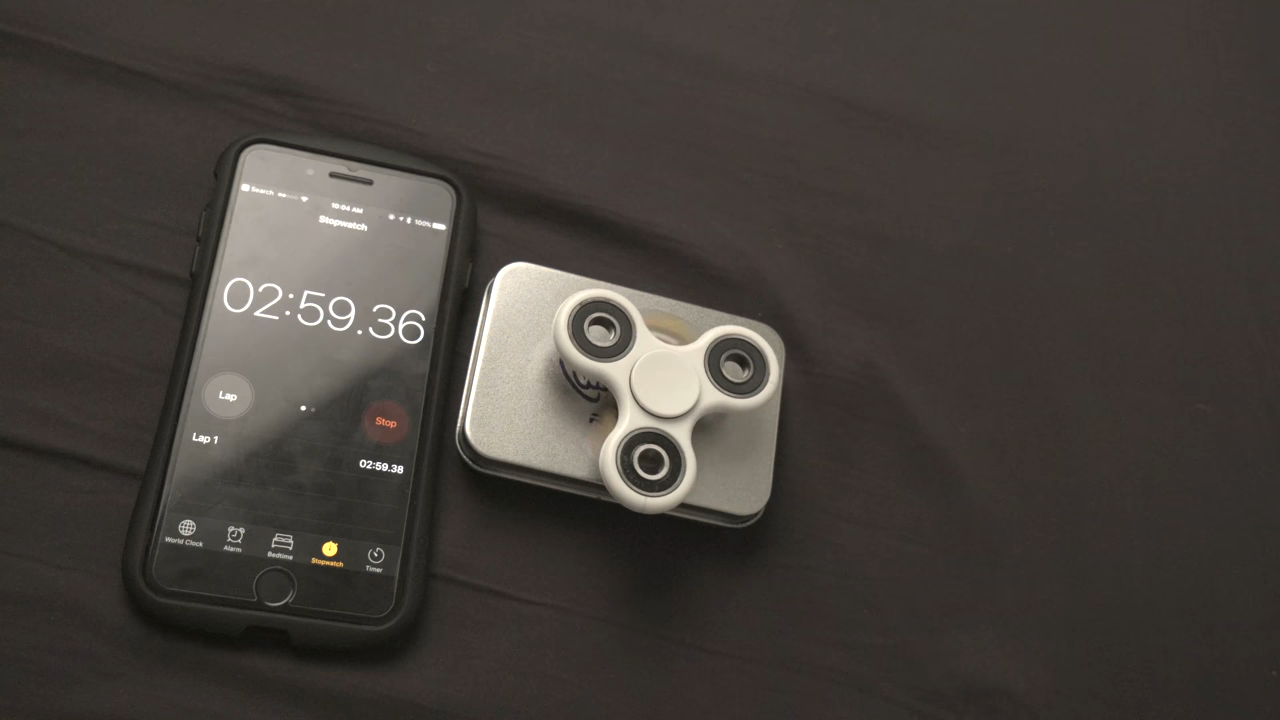 Search
10:04 AM
100%
Stopwatch
02:59.36
Lap
Stop
Lap 1
02:59.38
World Clock
Alarm
Bedtime
Stopwatch
Timer